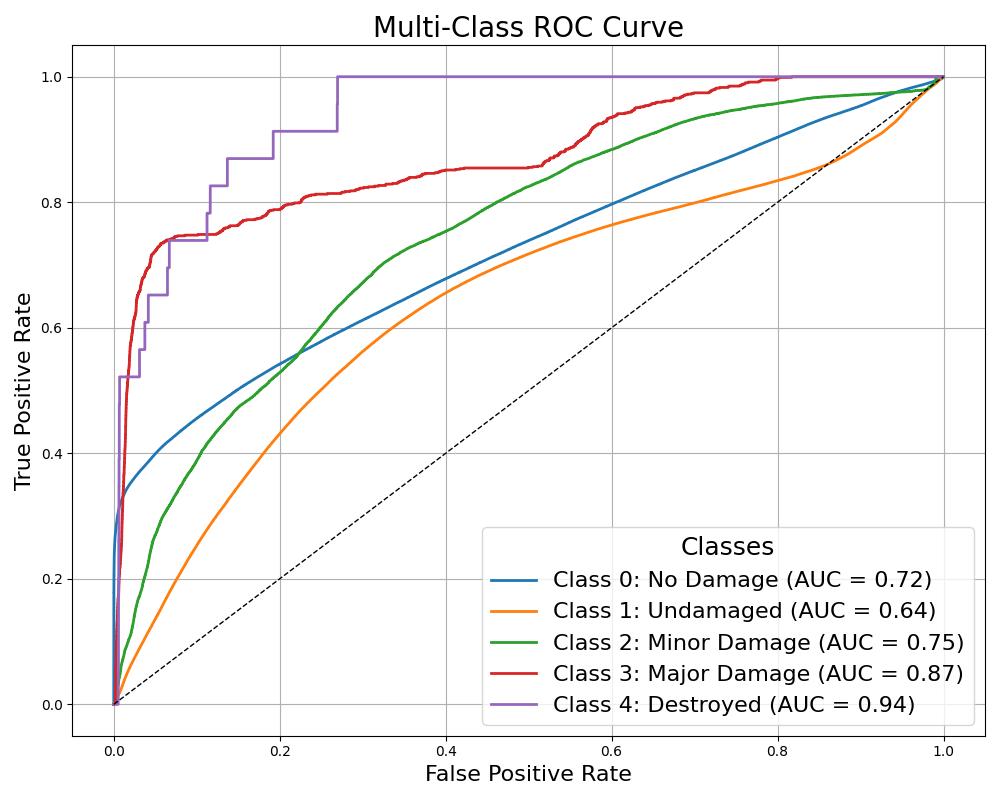 Multi-Class ROC Curve
True Positive Rate
1.0
0.8
0.6
0.4
0.2
0.0
Classes
Class 0: No Damage (AUC = 0.72)
Class 1: Undamaged (AUC = 0.64)
Class 2: Minor Damage (AUC = 0.75)
Class 3: Major Damage (AUC = 0.87)
Class 4: Destroyed (AUC = 0.94)
0.0 0.2 0.4 0.6 0.8 1.0
False Positive Rate